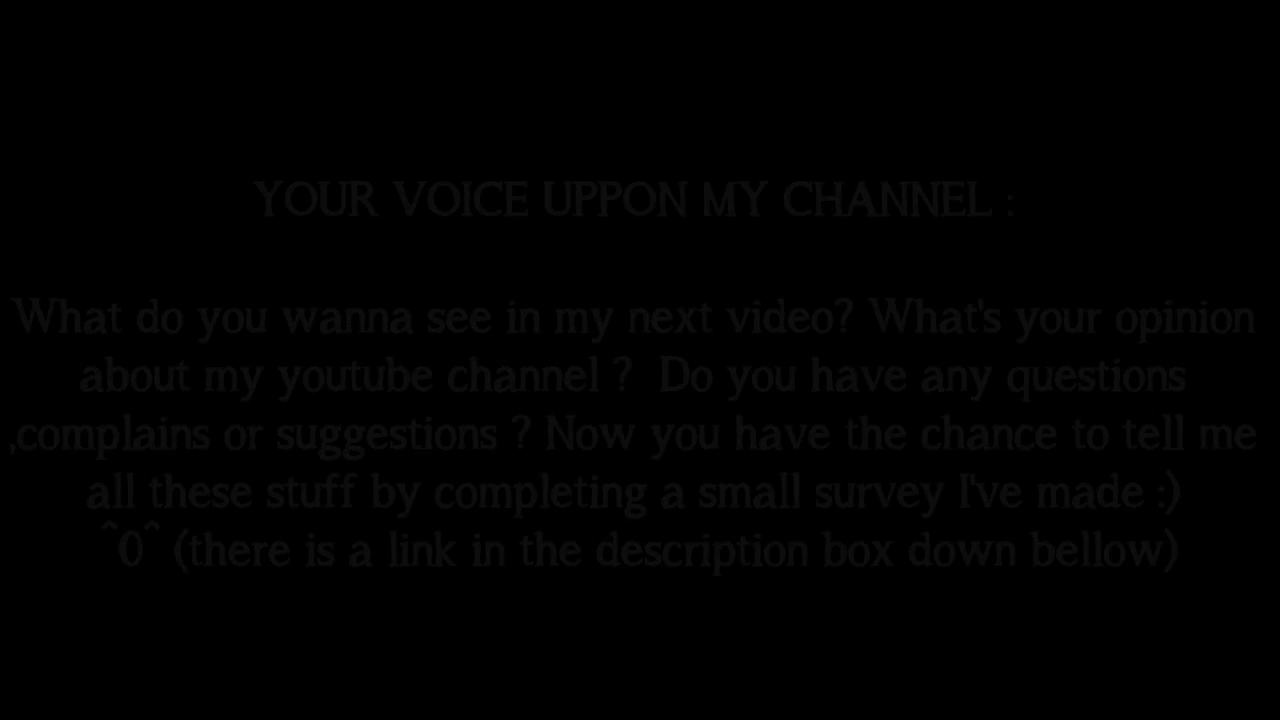 YOUR VOICE UPPON MY CHANNEL :
What do you wanna see in my next video? What's your opinion
about my youtube channel ?  Do you have any questions
,complains or suggestions ? Now you have the chance to tell me
all these stuff by completing a small survey I've made :)
^0^ (there is a link in the description box down bellow)